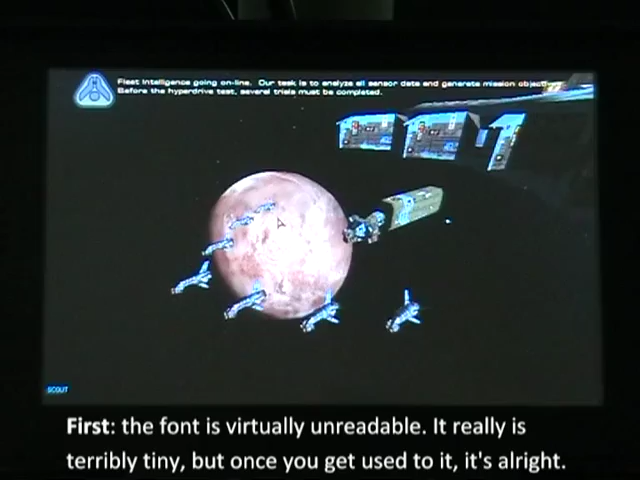 Fleet Intelligence going on-line. Our task is to analyze all sensor data and generate mission
Before the hyperdrive test, several trials must be completed.
SCOUT
First: the font is virtually unreadable. It really is
terribly tiny, but once you get used to it, it's alright.